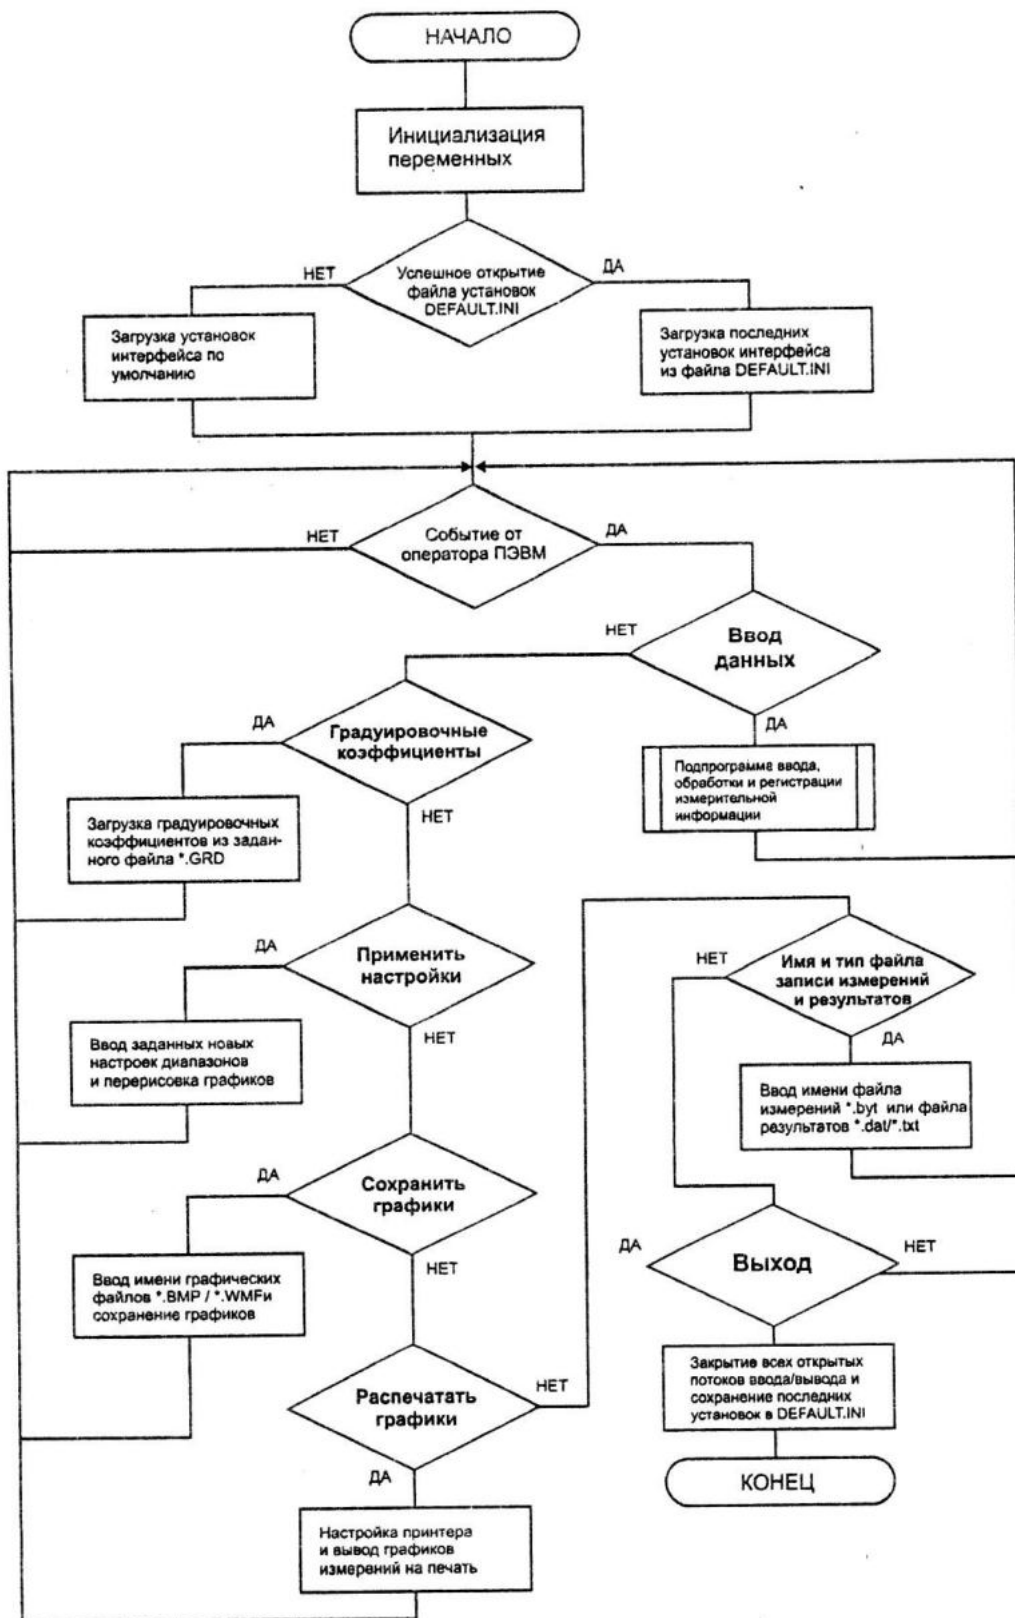 НАЧАЛО
Инициализация
переменных
НЕТ
Успешное открытие
файла установок
DEFAULT.INI
ДА
Загрузка установок
интерфейса по
умолчанию
Загрузка последних
установок интерфейса
из файла DEFAULT.INI
НЕТ
Событие от
оператора ПЭВМ
ДА
НЕТ
Ввод
данных
ДА
ДА
Градуировочные
коэффициенты
НЕТ
Подпрограмме ввода,
обработки и регистрации
измерительной
информации
Загрузка градуировочных
коэффициентов из задан-
ного файла *.GRD
ДА
Применить
настройки
НЕТ
НЕТ
Имя и тип файла
записи измерений
и результатов
ДА
Ввод заданных новых
настроек диапазонов
и перерисовка графиков
Ввод имени файла
измерений *.byt или файла
результатов *.dat/*.txt
ДА
Сохранить
графики
НЕТ
ДА
Выход
НЕТ
Ввод имени графических
файлов *.BMP / *.WMFи
сохранение графиков
Распечатать
графики
НЕТ
ДА
Закрытие всех открытых
потоков ввода/вывода и
сохранение последних
установок в DEFAULT.INI
КОНЕЦ
Настройка принтера
и вывод графиков
измерений на печать